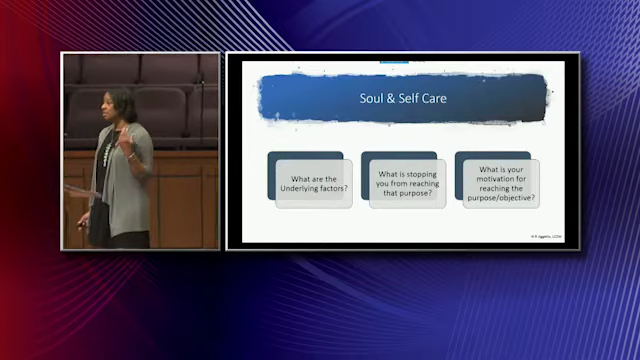 Soul & Self Care
What are the
Underlying factors?
What is stopping
you from reaching
that purpose?
What is your
motivation for
reaching the
purpose/objective?